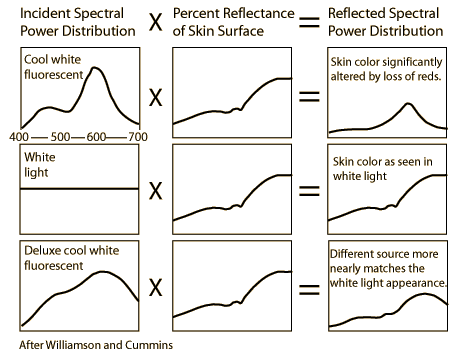 Incident Spectral
Power Distribution
X
Percent Reflectance
of Skin Surface
=
Reflected Spectral
Power Distribution
Cool white
fluorescent
X
=
Skin color significantly
altered by loss of reds.
400 500 600 700
White
light
X
=
Skin color as seen in
white light
Deluxe cool white
fluorescent
X
=
Different source more
nearly matches the
white light appearance.
After Williamson and Cummins